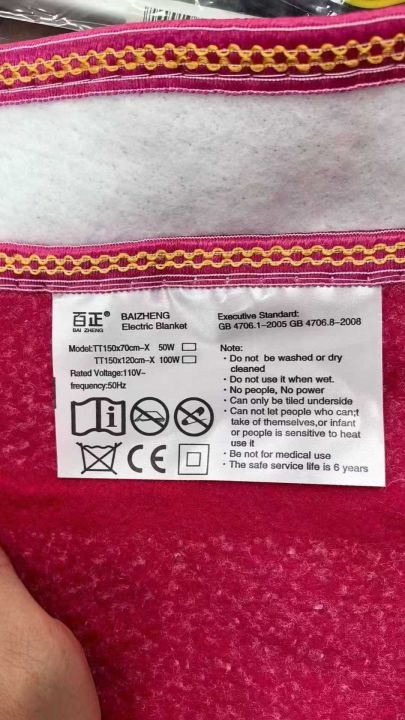 百正®
BAI ZHENG
BAIZHENG
Electric Blanket
Model:TT150x70cm-X 50W
TT150x120cm-X 100W
Rated Voltage:110V~
frequency:50Hz
Executive Standard:
GB 4706.1-2005 GB 4706.8-2008
Note:
· Do not be washed or dry
cleaned
· Do not use it when wet.
· No people, No power
· Can only be tiled underside
· Can not let people who can;t
take of themselves,or infant
or people is sensitive to heat
use it
· Be not for medical use
· The safe service life is 6 years
CE